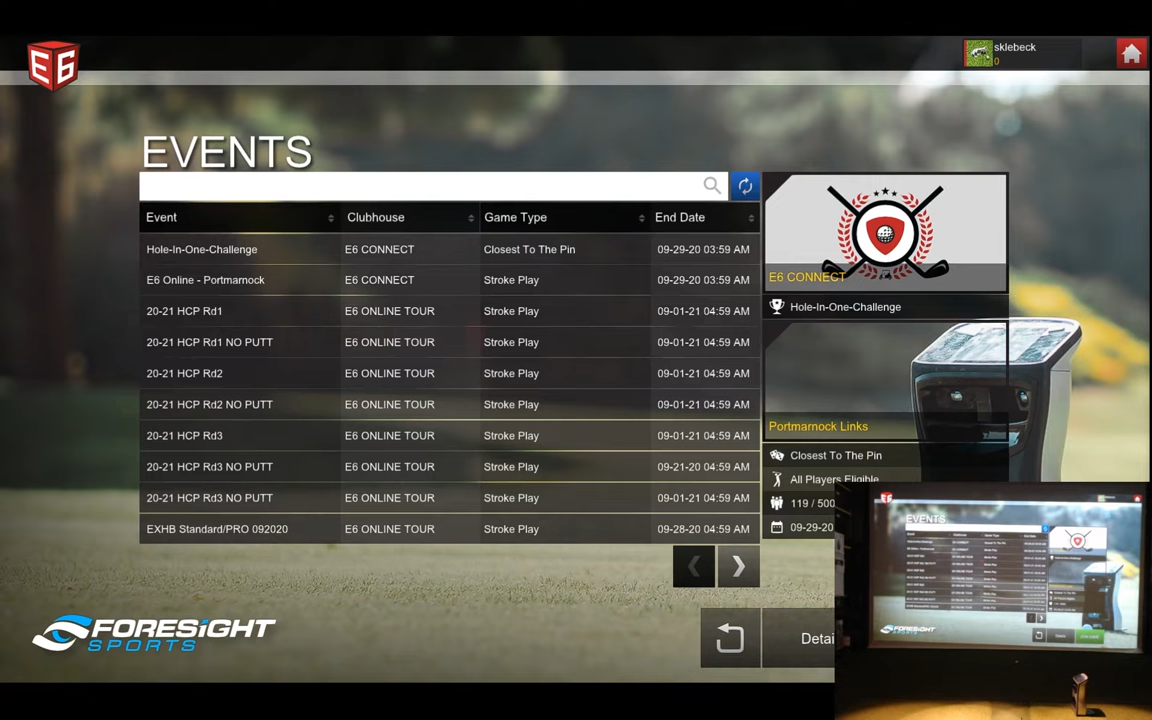 E6
sklebeck
0
EVENTS
Event Clubhouse Game Type End Date
Hole-In-One-Challenge E6 CONNECT Closest To The Pin 09-29-20 03:59 AM
E6 Online - Portmarnock E6 CONNECT Stroke Play 09-29-20 03:59 AM
20-21 HCP Rd1 E6 ONLINE TOUR Stroke Play 09-01-21 04:59 AM
20-21 HCP Rd1 NO PUTT E6 ONLINE TOUR Stroke Play 09-01-21 04:59 AM
20-21 HCP Rd2 E6 ONLINE TOUR Stroke Play 09-01-21 04:59 AM
20-21 HCP Rd2 NO PUTT E6 ONLINE TOUR Stroke Play 09-01-21 04:59 AM
20-21 HCP Rd3 E6 ONLINE TOUR Stroke Play 09-01-21 04:59 AM
20-21 HCP Rd3 NO PUTT E6 ONLINE TOUR Stroke Play 09-21-20 04:59 AM
20-21 HCP Rd3 NO PUTT E6 ONLINE TOUR Stroke Play 09-01-21 04:59 AM
EXHB Standard/PRO 092020 E6 ONLINE TOUR Stroke Play 09-28-20 04:59 AM
E6 CONNECT
Hole-In-One-Challenge
Portmarnock Links
Closest To The Pin
All Players Eligible
119 / 500
09-29-20
FORESIGHT
SPORTS
Detai
EVENTS
FORESIGHT
SPORTS